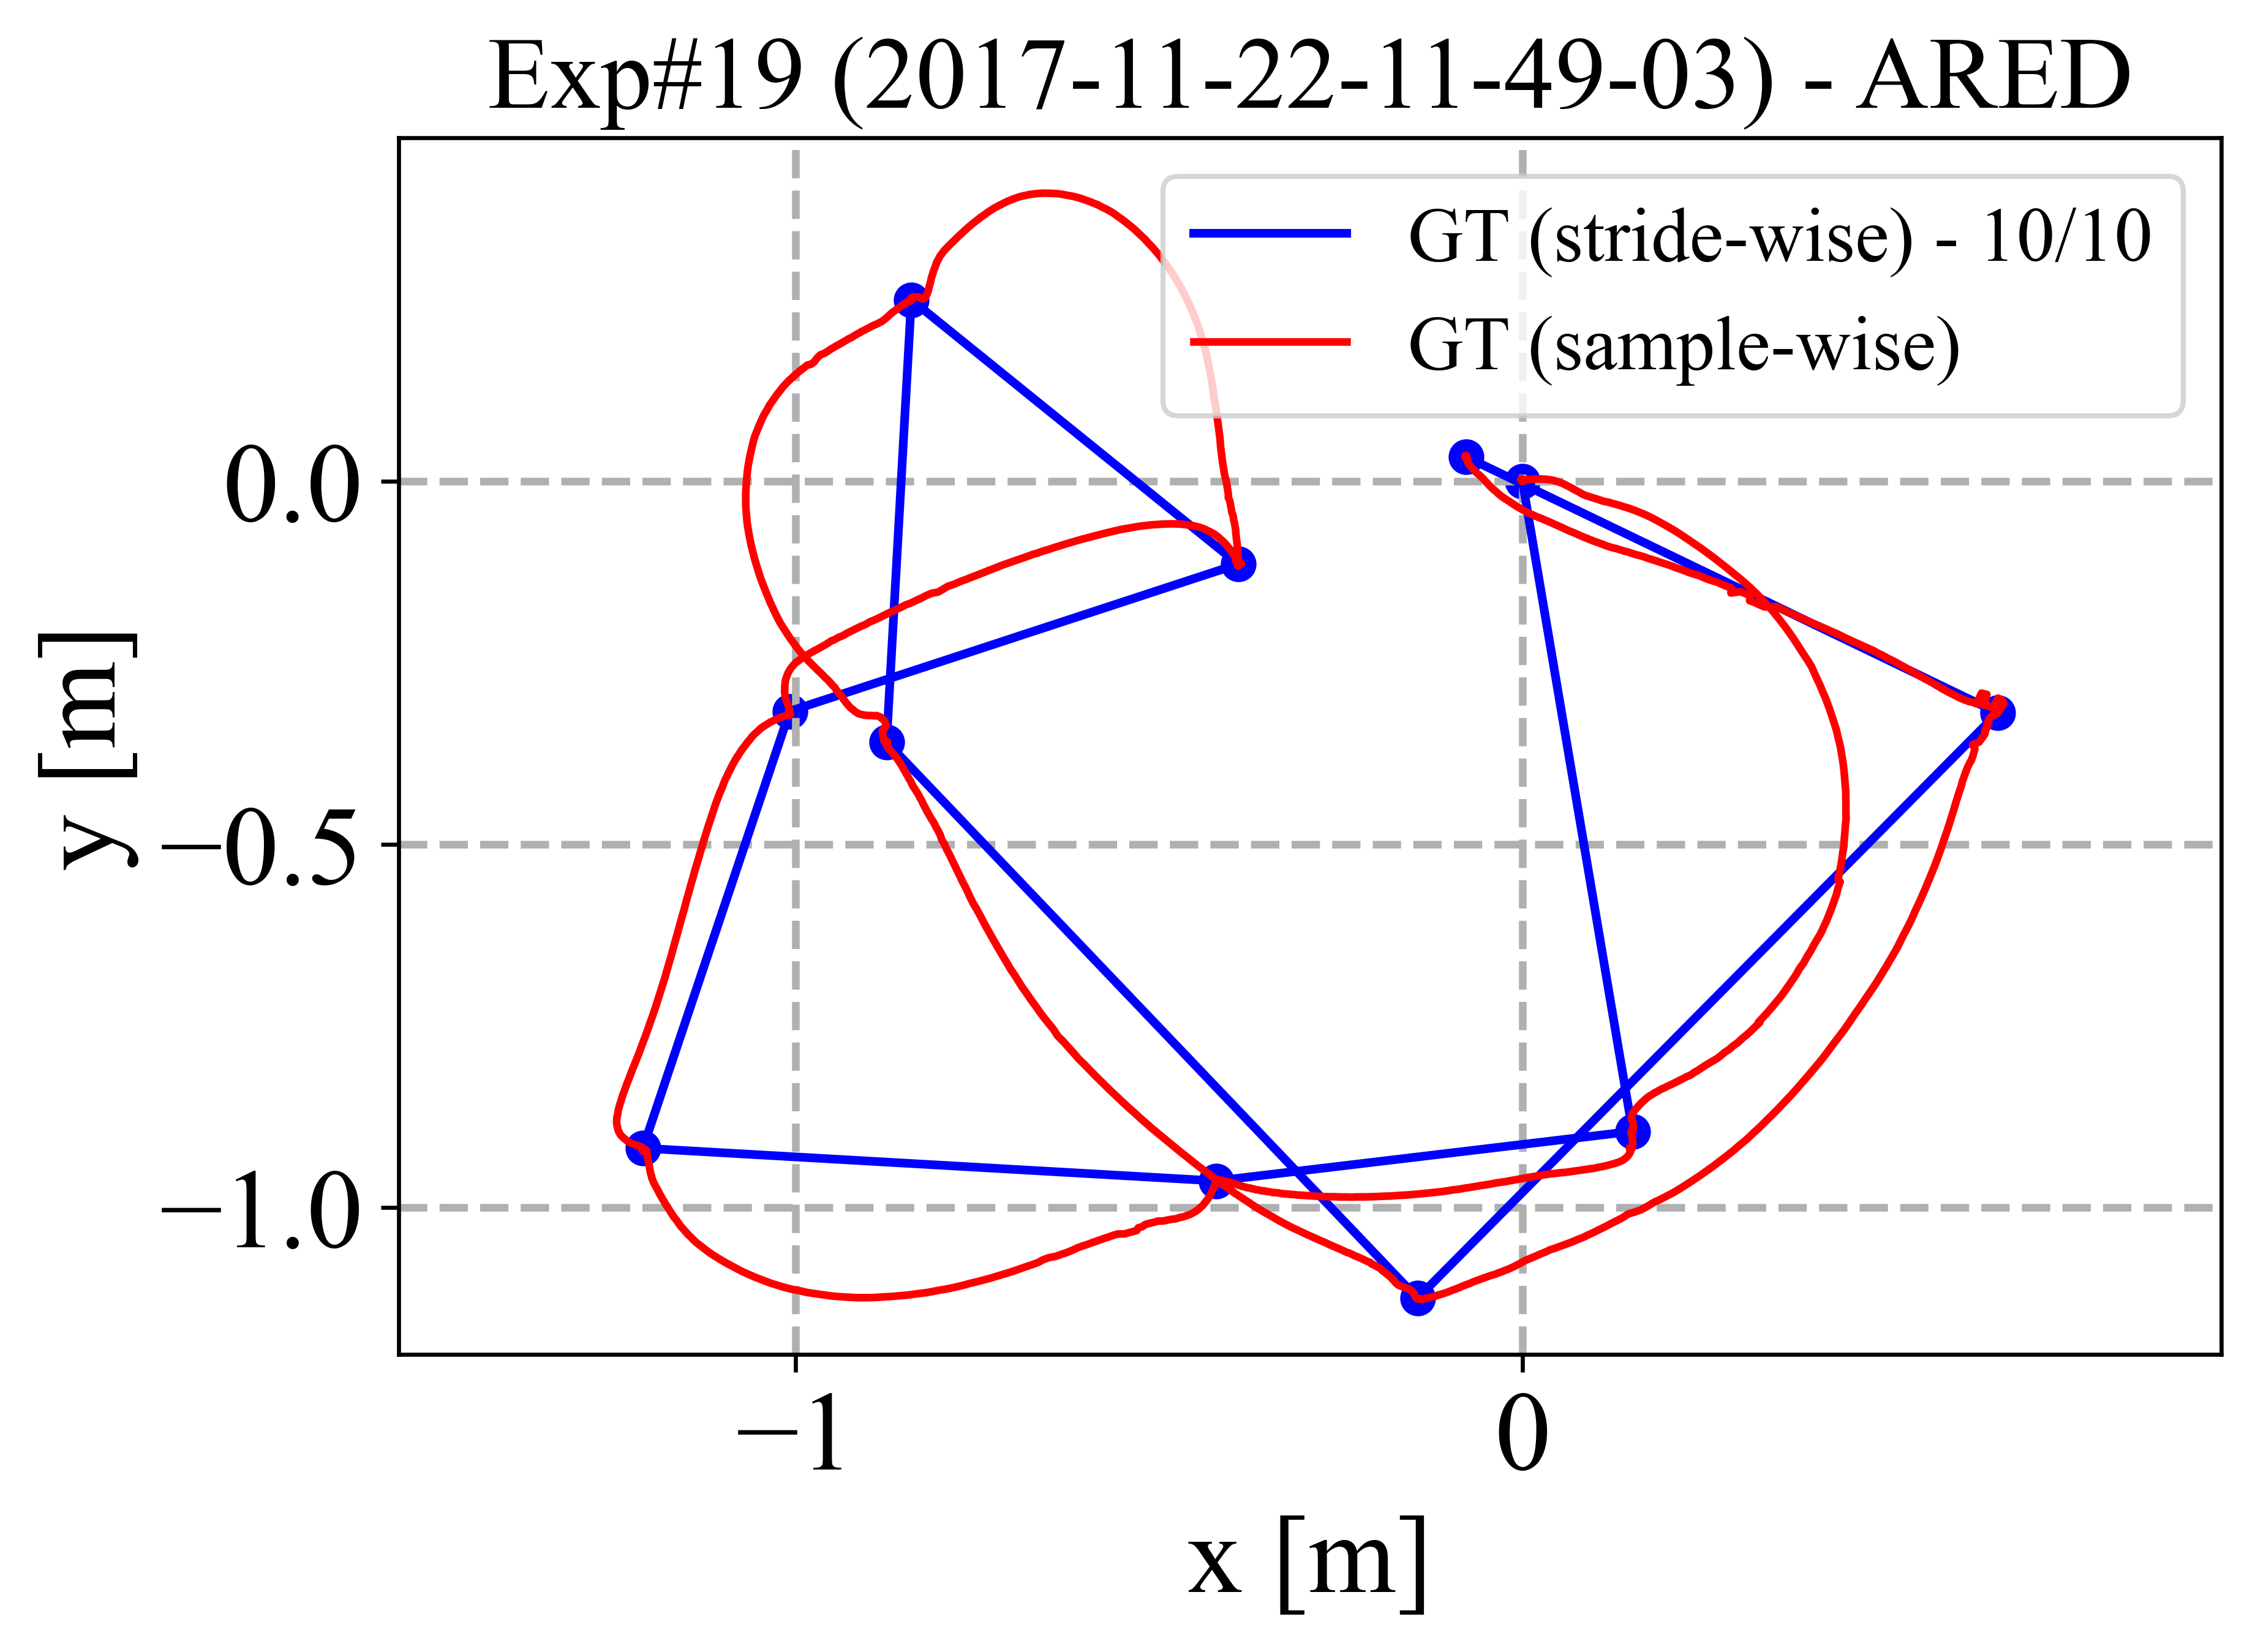 Exp#19 (2017-11-22-11-49-03) - ARED
GT (stride-wise) - 10/10
GT (sample-wise)
y [m]
0.0
−0.5
−1.0
−1
0
x [m]